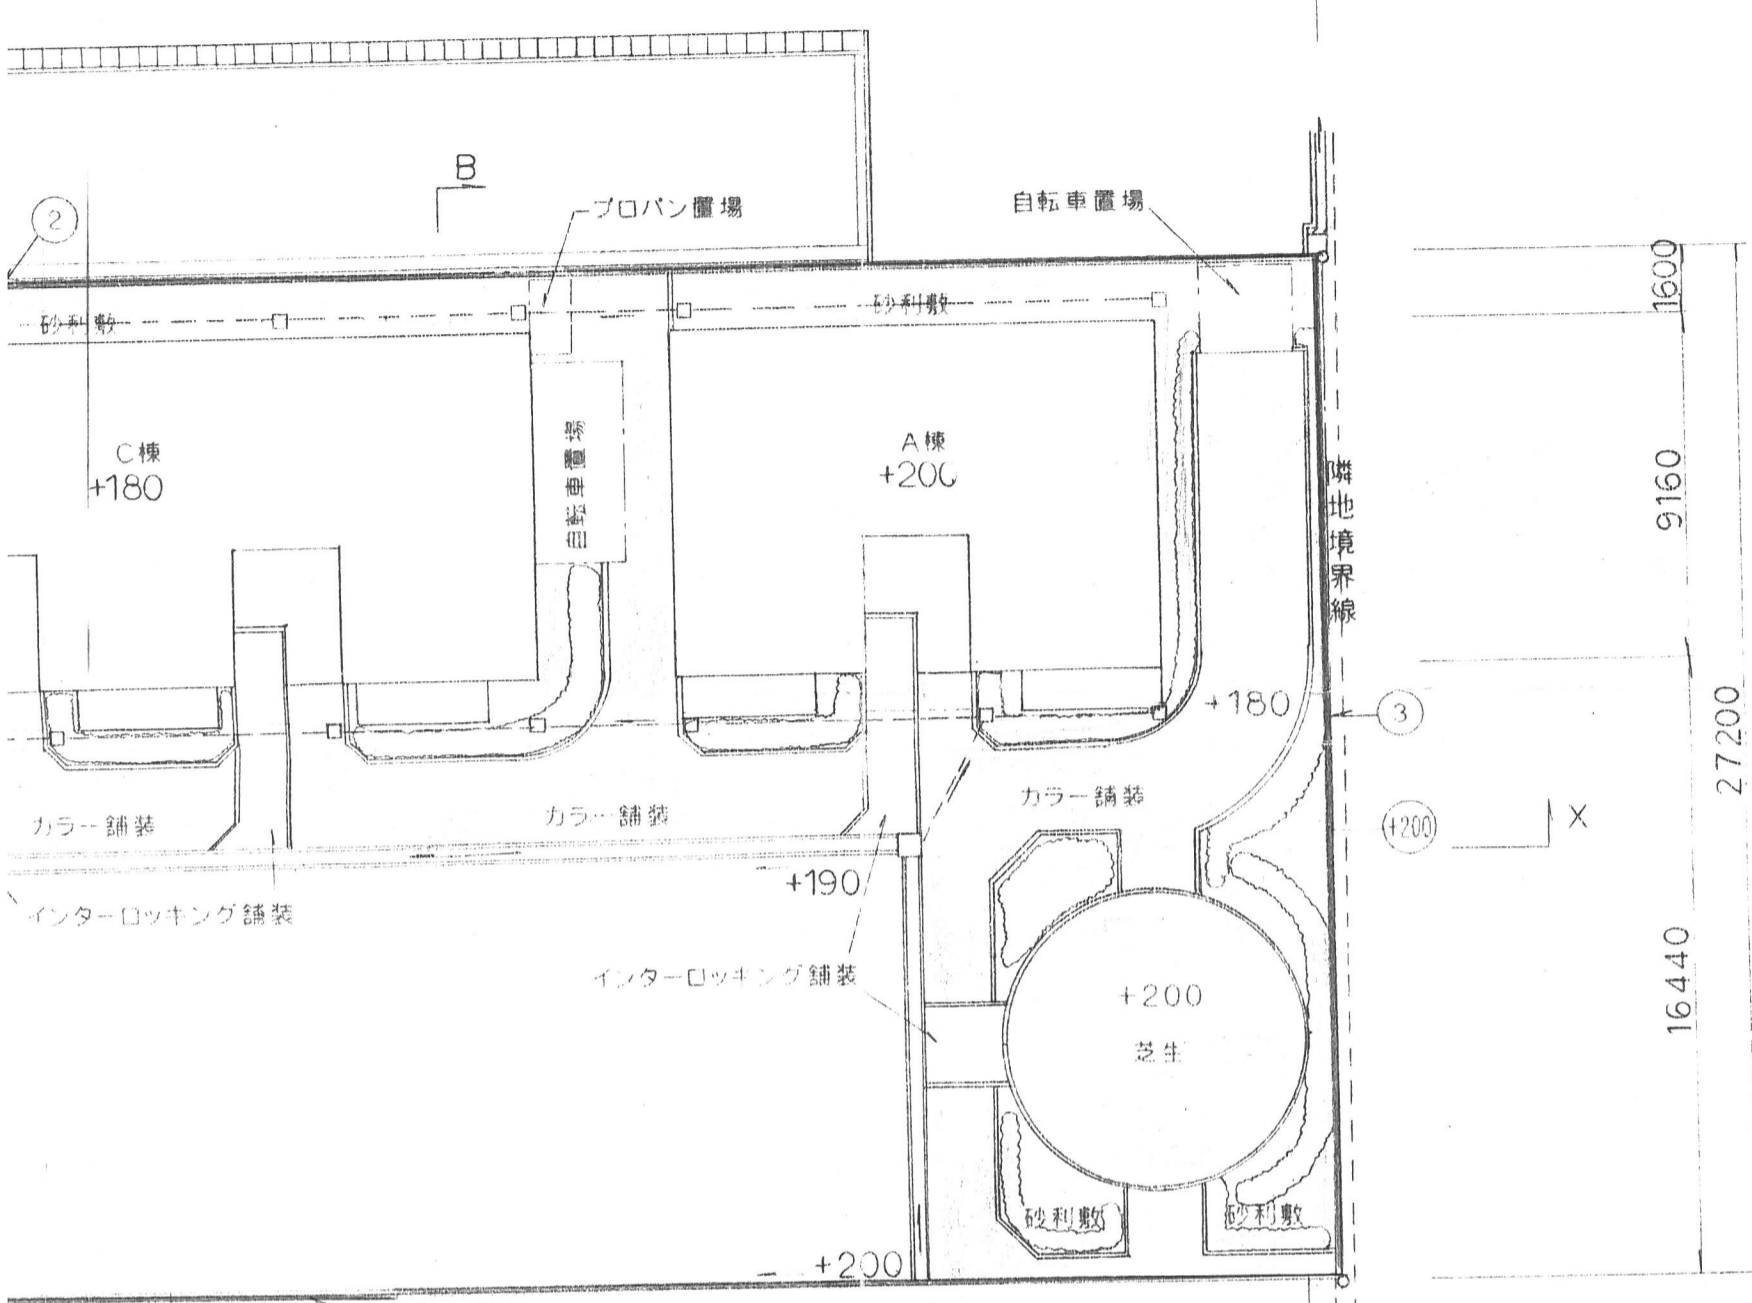 B
プロパン置場
自転車置場
2
1600
砂利敷
砂利敷
C棟
+180
自転車置場
A棟
+200
隣地境界線
9160
+180
3
27200
カラー舗装
カラー舗装
カラー舗装
+200
X
+190
インターロッキング舗装
インターロッキング舗装
+200
芝生
16440
砂利敷
砂利敷
+200